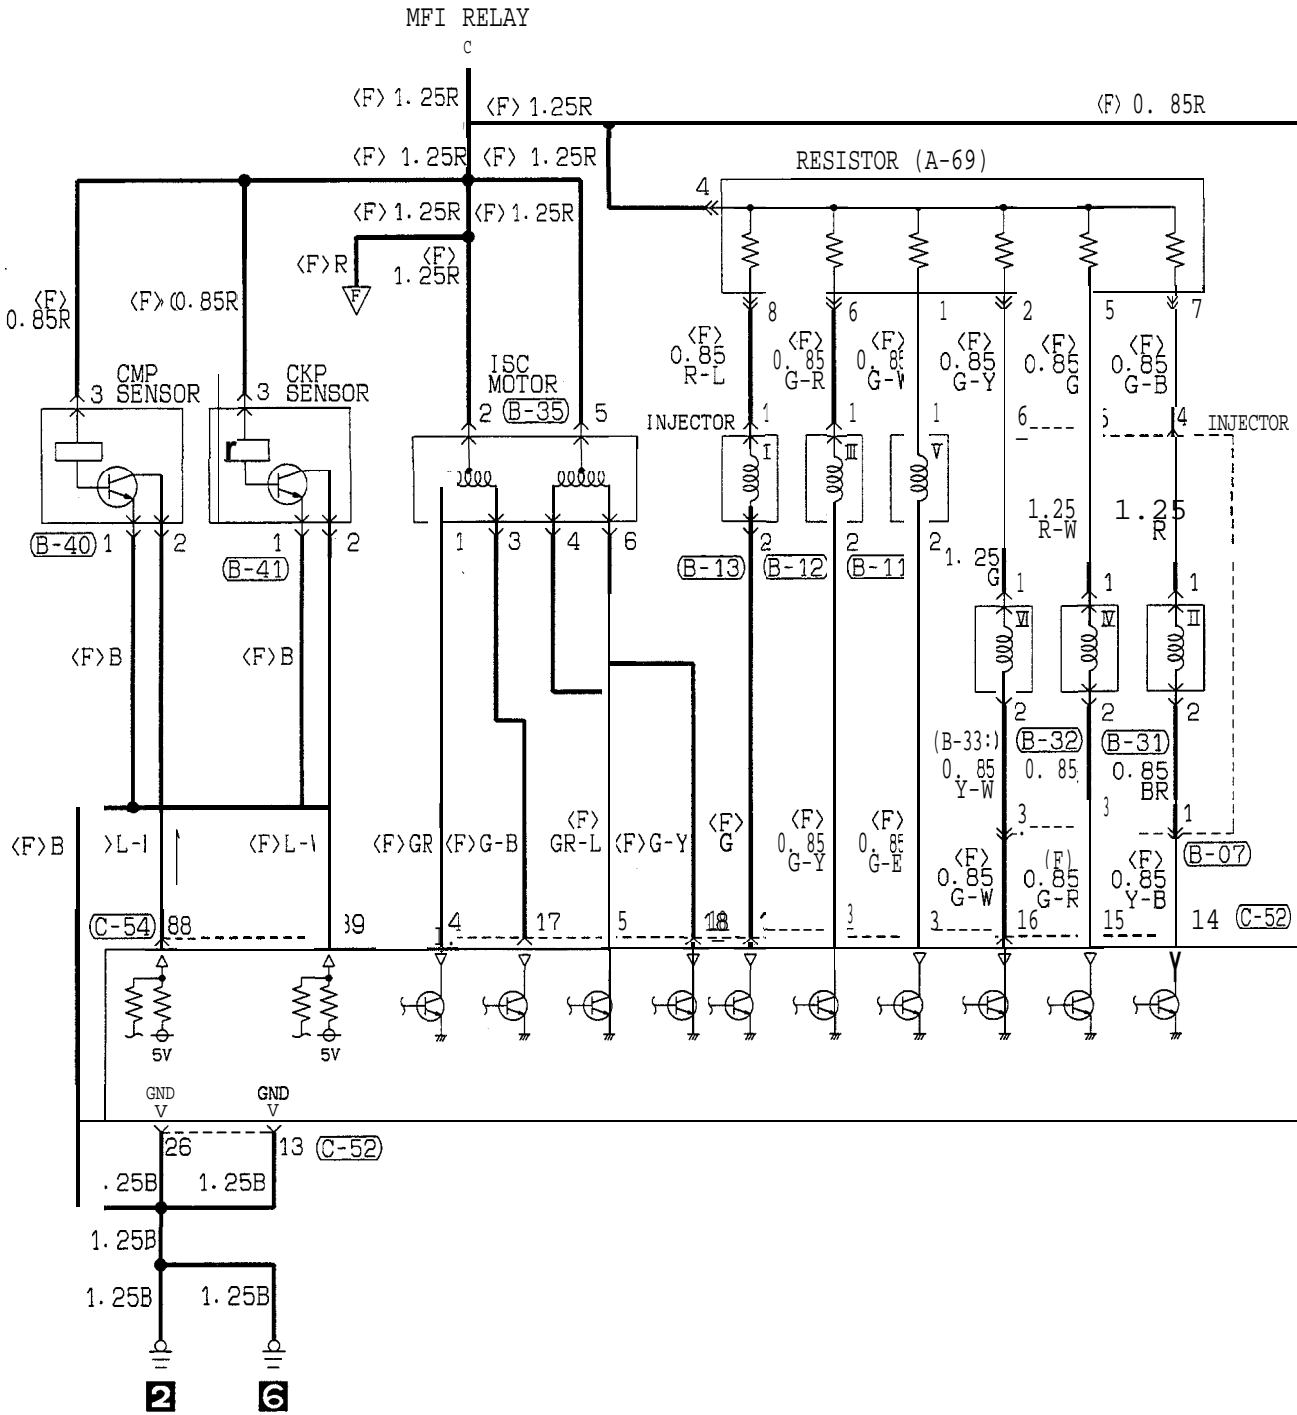 MFI RELAY
C
<F> 1.25R
<F> 1.25R
<F> 0.85R
<F> 1.25R
<F> 1.25R
RESISTOR (A-69)
4
<F> 1.25R
<F> 1.25R
<F> R
<F>
1.25R
F
<F>
0.85R
<F> 0.85R
8
6
1
2
5
7
<F>
0.85
R-L
<F>
0.85
G-R
<F>
G-W
<F>
0.85
G-Y
<F>
0.85
G
<F>
0.85
G-B
3
CMP
SENSOR
3
CKP
SENSOR
ISC
MOTOR
2
B-35
5
INJECTOR
1
1
1
6
5
4
INJECTOR
I
III
V
1.25
R-W
1.25
R
B-40
1
2
B-41
1
2
1
3
4
6
B-13
2
B-12
2
B-11
2
1.25
G
1
1
1
VI
IV
II
<F> B
<F> B
2
2
2
(B-33:)
B-32
B-31
0.85
Y-W
0.85
0.85
BR
3
3
1
<F> B
<F>
GR-L
<F> GR
<F> G-B
<F> G-Y
<F>
G
<F>
0.85
G-Y
<F>
<F>
0.85
G-W
(F)
0.85
G-R
<F>
0.85
Y-B
B-07
C-54
88
4
17
5
18
3
3
16
15
14
C-52
5V
5V
GND
GND
26
13
C-52
.25B
1.25B
1.25B
1.25B
1.25B
2
6